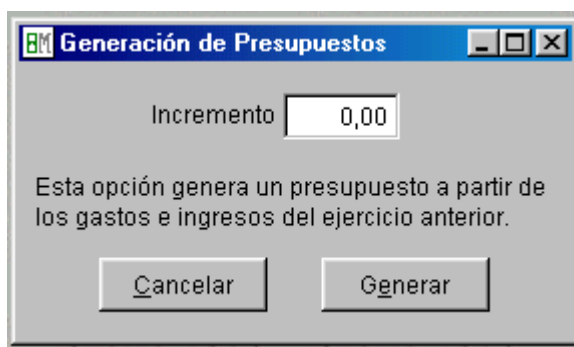 BM Generación de Presupuestos
Incremento 0,00
Esta opción genera un presupuesto a partir de
los gastos e ingresos del ejercicio anterior.
Cancelar Generar